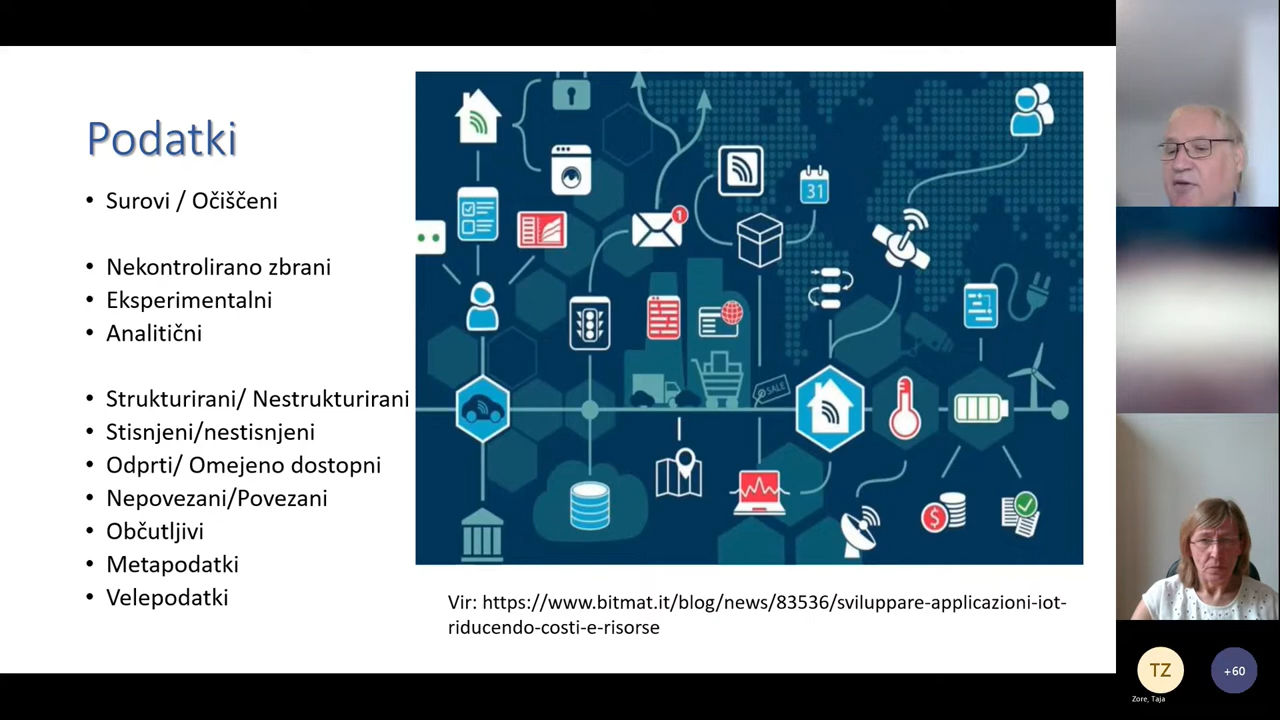 Podatki
• Surovi / Očiščeni
• Nekontrolirano zbrani
• Eksperimentalni
• Analitični
• Strukturirani/ Nestrukturirani
• Stisnjeni/nestisnjeni
• Odprti/ Omejeno dostopni
• Nepovezani/Povezani
• Občutljivi
• Metapodatki
• Velepodatki
1
31
SALE
$
Vir: https://www.bitmat.it/blog/news/83536/sviluppare-applicazioni-iot-
riducendo-costi-e-risorse
TZ
+60
Zore, Taja